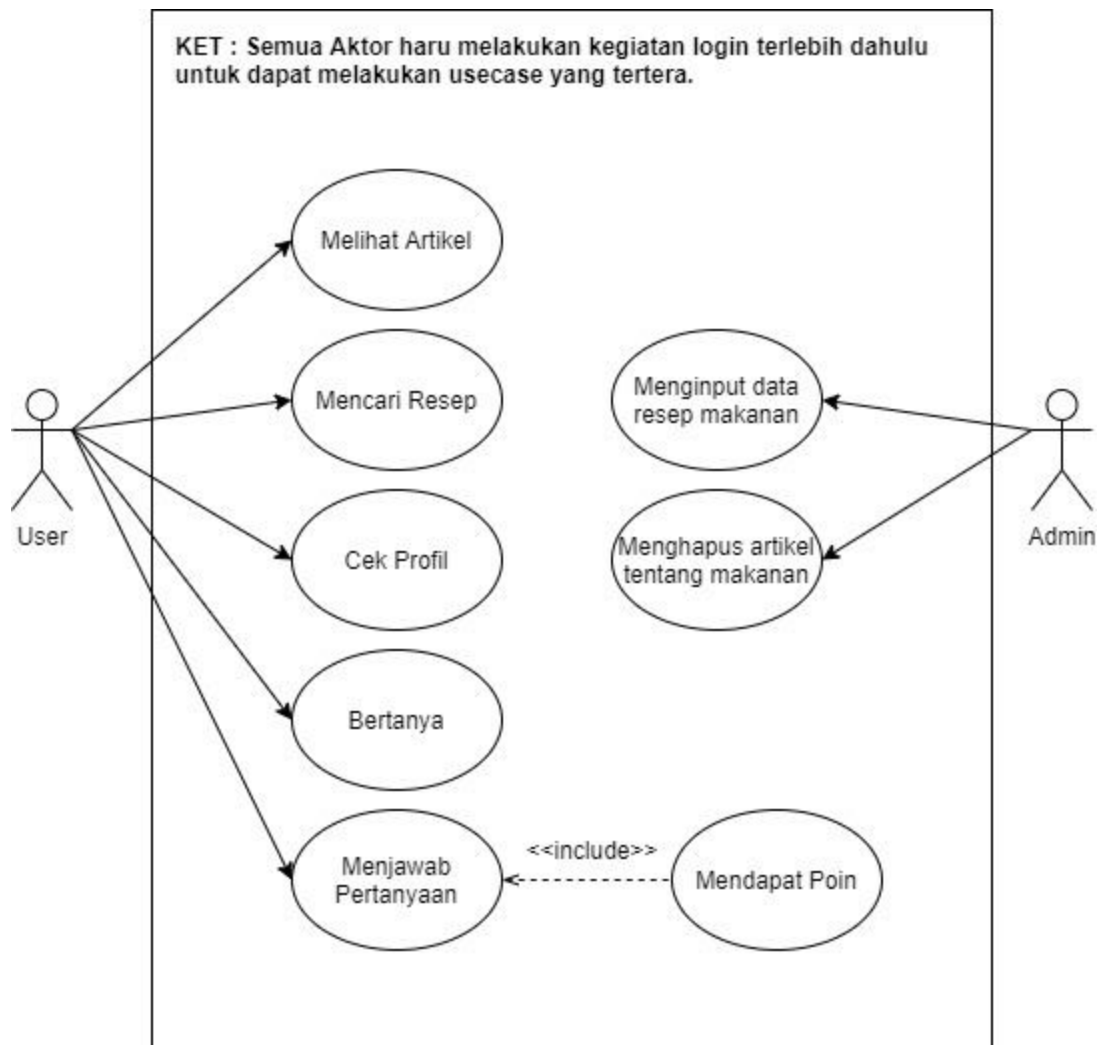 KET : Semua Aktor haru melakukan kegiatan login terlebih dahulu
untuk dapat melakukan usecase yang tertera.
Melihat Artikel
Mencari Resep
Menginput data
resep makanan
User
Cek Profil
Menghapus artikel
tentang makanan
Admin
Bertanya
Menjawab
Pertanyaan
<<include>>
Mendapat Poin